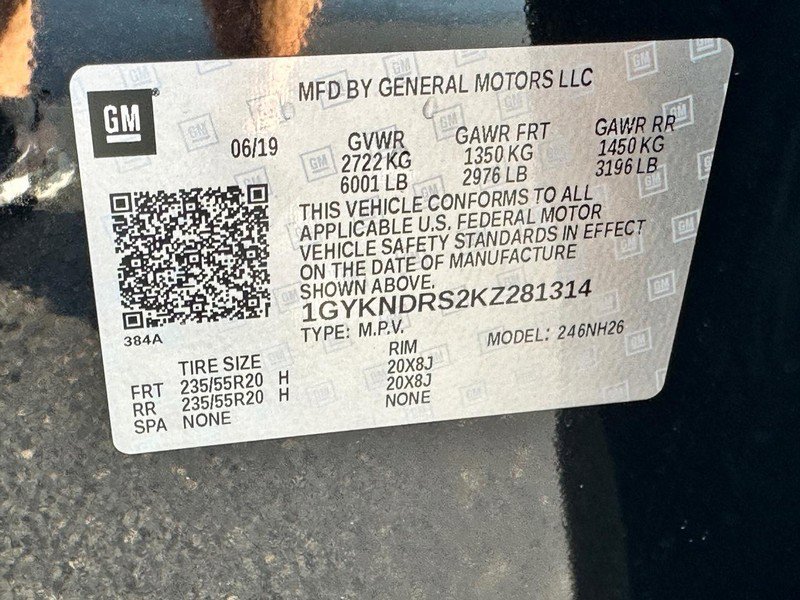 MFD BY GENERAL MOTORS LLC
GM
06/19
GVWR GAWR FRT GAWR RR
2722 KG 1350 KG 1450 KG
6001 LB 2976 LB 3196 LB
THIS VEHICLE CONFORMS TO ALL
APPLICABLE U.S. FEDERAL MOTOR
VEHICLE SAFETY STANDARDS IN EFFECT
ON THE DATE OF MANUFACTURE
SHOWN ABOVE.
1GYKNDRS2KZ281314
TYPE: M.P.V. MODEL: 246NH26
384A
TIRE SIZE RIM
FRT 235/55R20 H 20X8J
RR 235/55R20 H 20X8J
SPA NONE NONE